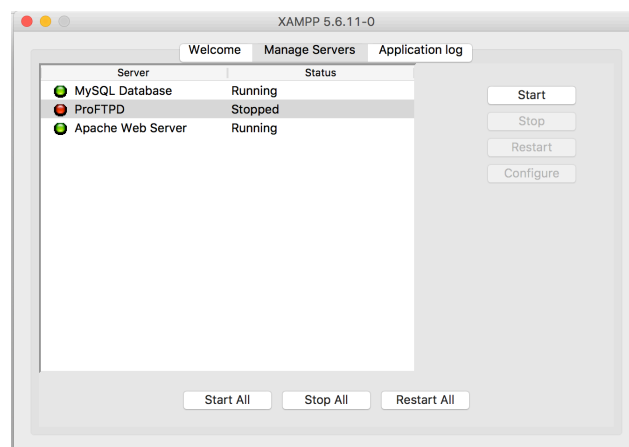 XAMPP 5.6.11-0
Welcome Manage Servers Application log
Server Status
MySQL Database Running
ProFTPD Stopped
Apache Web Server Running
Start
Stop
Restart
Configure
Start All Stop All Restart All